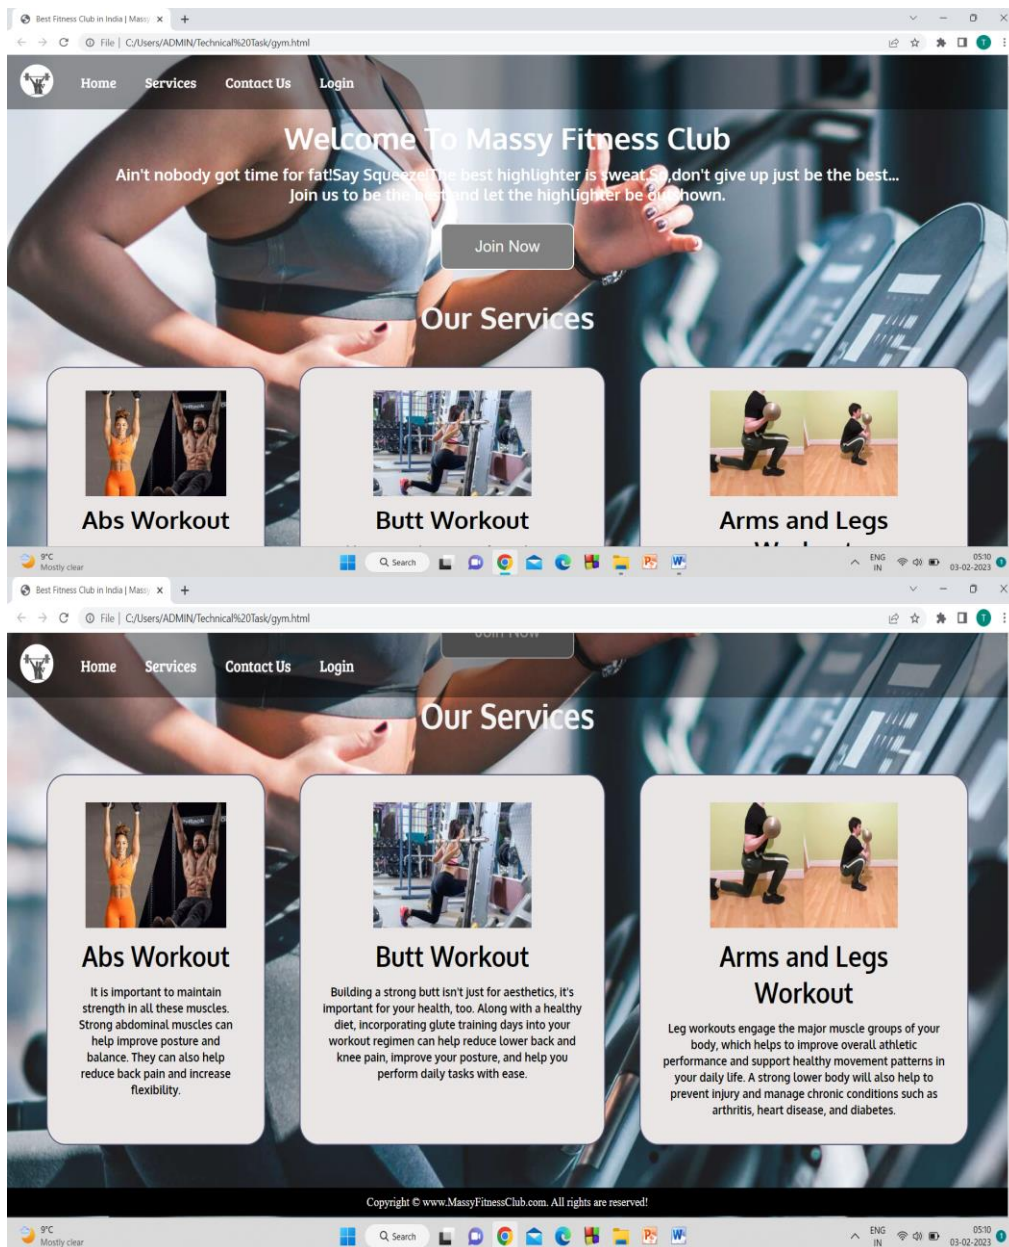 Best Fitness Club in India | Massy
File | C:/Users/ADMIN/Technical%20Task/gym.html
Home Services Contact Us Login
Welcome To Massy Fitness Club
Ain't nobody got time for fat!Say Squeeze!The best highlighter is sweat.So,don't give up just be the best...
Join us to be the best and let the highlighter be outshown.
Join Now
Our Services
Abs Workout
Butt Workout
Arms and Legs
9°C
Mostly clear
Search
ENG
IN
05:10
03-02-2023
Best Fitness Club in India | Massy
File | C:/Users/ADMIN/Technical%20Task/gym.html
Join Now
Home Services Contact Us Login
Our Services
Abs Workout
It is important to maintain
strength in all these muscles.
Strong abdominal muscles can
help improve posture and
balance. They can also help
reduce back pain and increase
flexibility.
Butt Workout
Building a strong butt isn't just for aesthetics, it's
important for your health, too. Along with a healthy
diet, incorporating glute training days into your
workout regimen can help reduce lower back and
knee pain, improve your posture, and help you
perform daily tasks with ease.
Arms and Legs
Workout
Leg workouts engage the major muscle groups of your
body, which helps to improve overall athletic
performance and support healthy movement patterns in
your daily life. A strong lower body will also help to
prevent injury and manage chronic conditions such as
arthritis, heart disease, and diabetes.
Copyright © www.MassyFitnessClub.com. All rights are reserved!
9°C
Mostly clear
Search
ENG
IN
05:10
03-02-2023